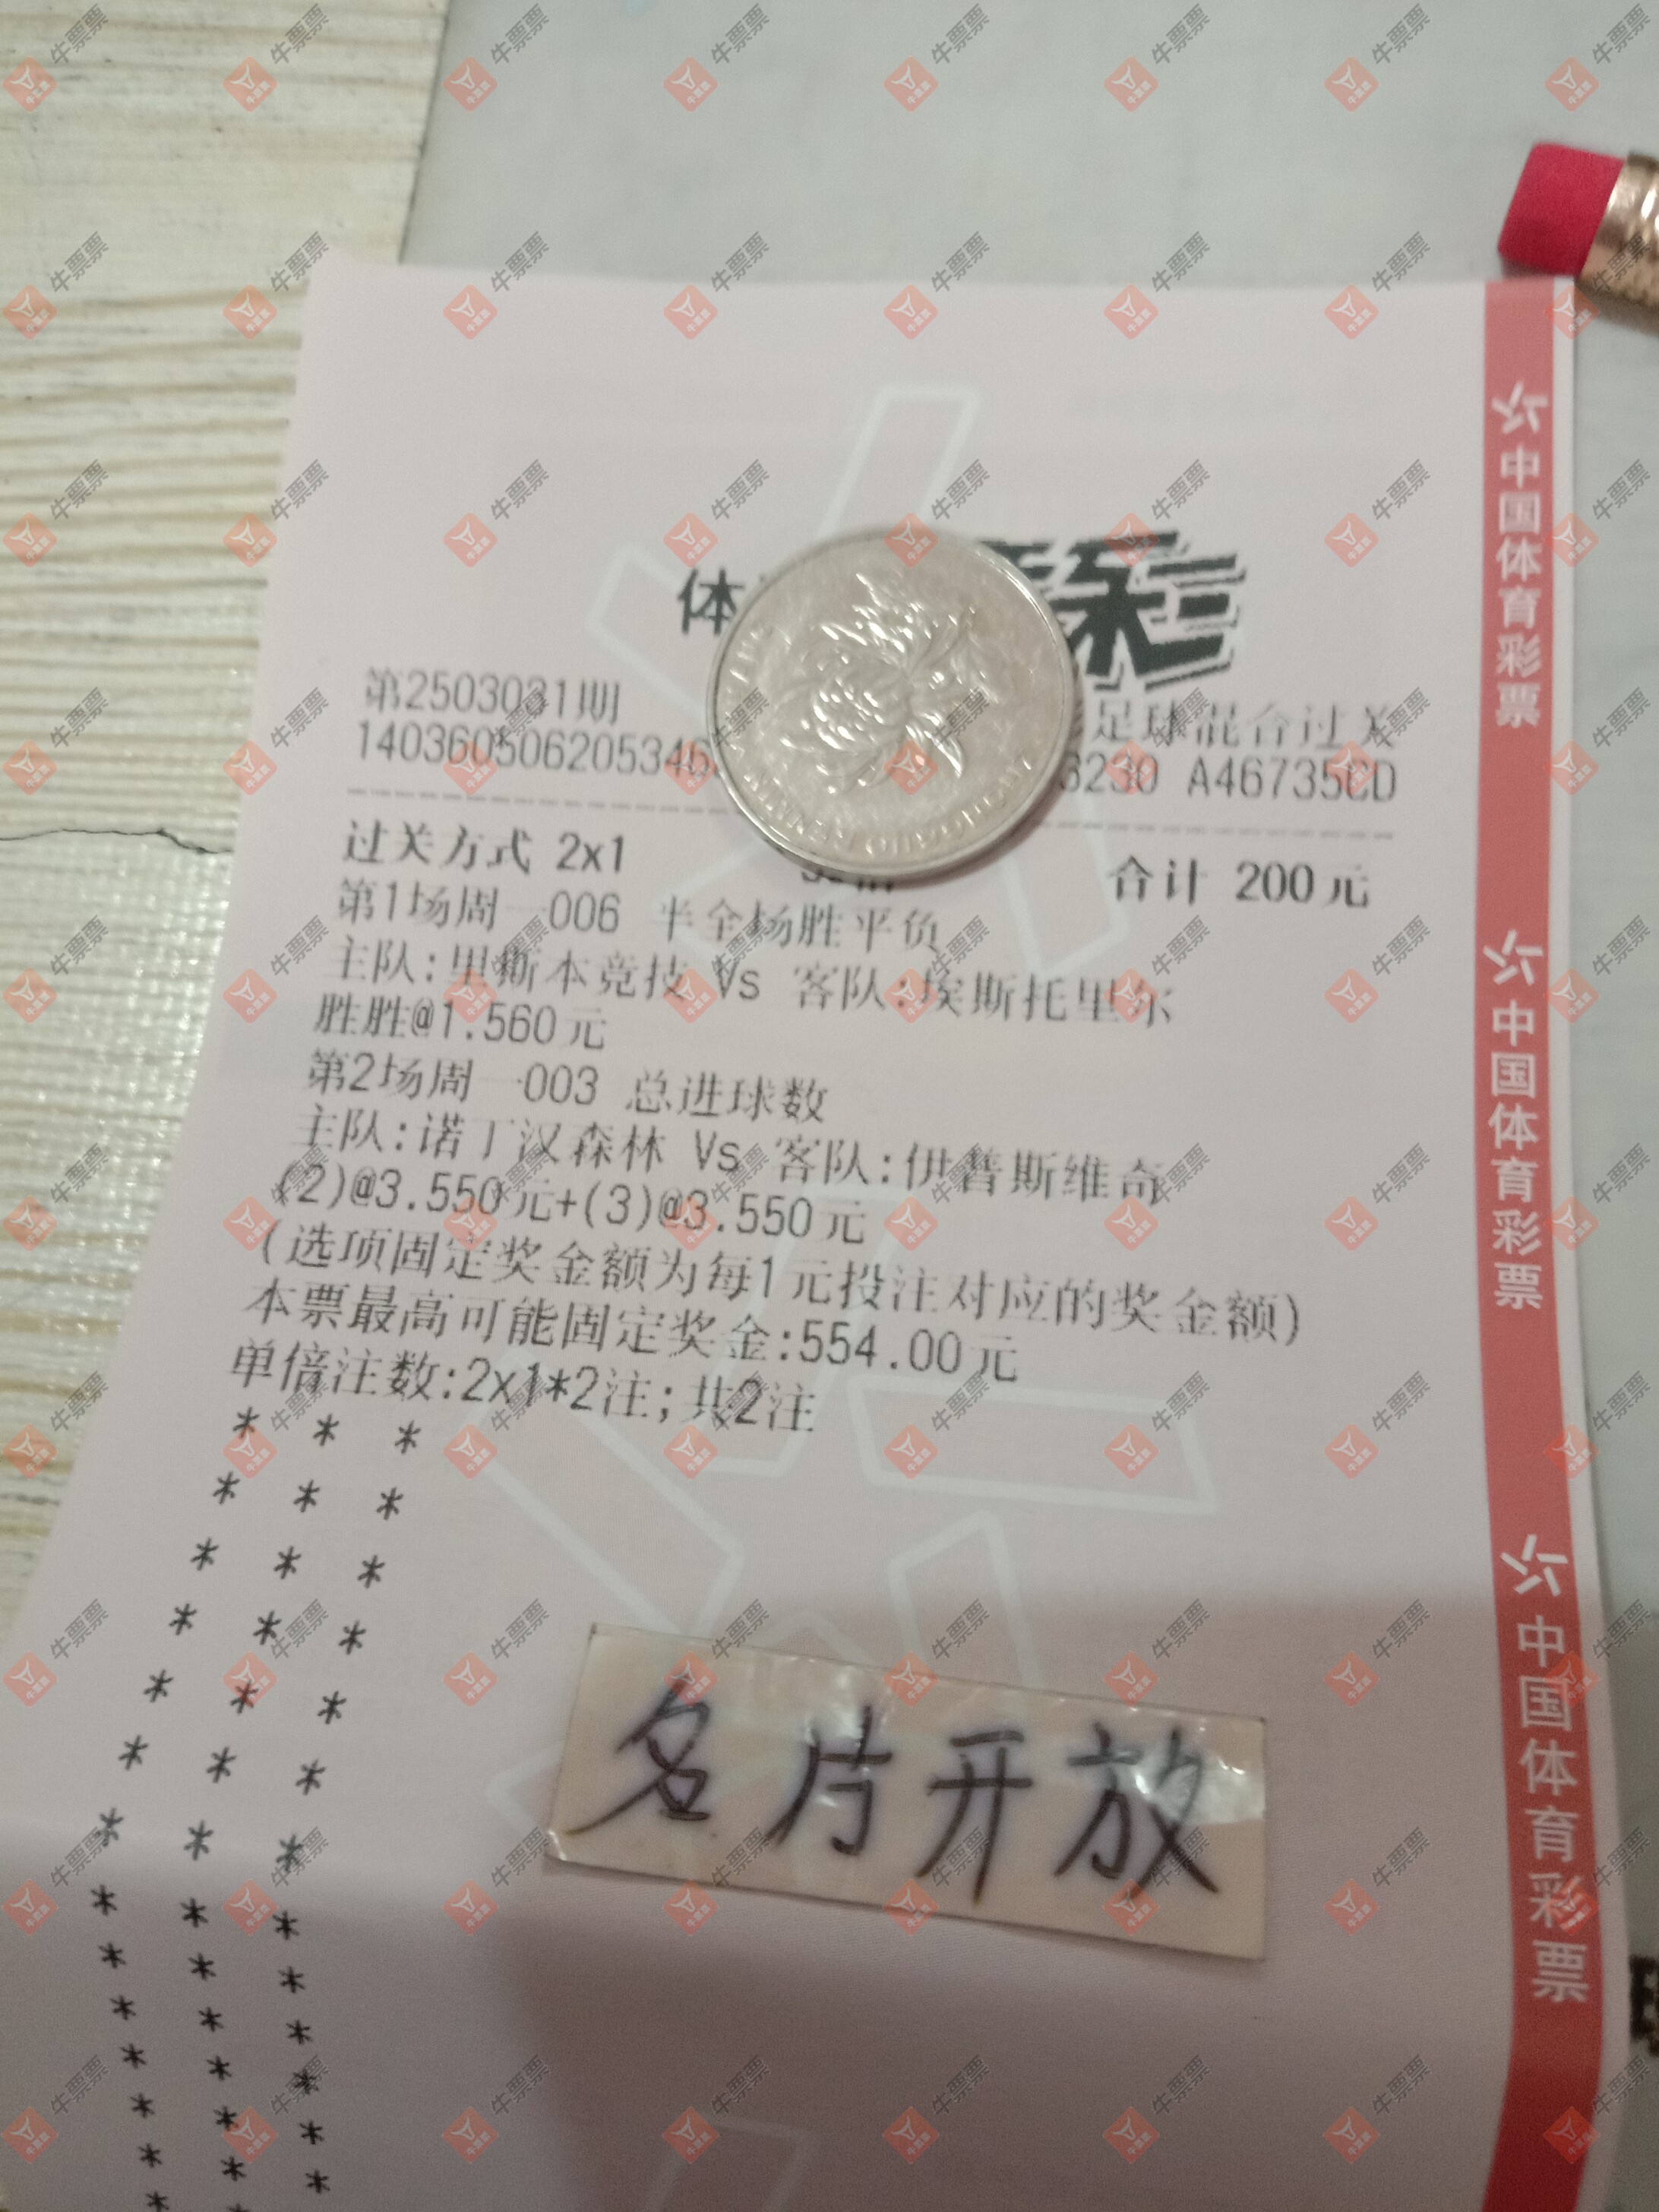 体 彩
第2503031期 足球混合过关
14036050620534 3230 A46735CD
过关方式 2x1 合计 200元
第1场周一006 半全场胜平负
主队:里斯本竞技 Vs 客队:埃斯托里尔
胜胜@1.560元
第2场周一003 总进球数
主队:诺丁汉森林 Vs 客队:伊普斯维奇
(2)@3.550元+(3)@3.550元
(选项固定奖金额为每1元投注对应的奖金额)
本票最高可能固定奖金:554.00元
单倍注数:2x1*2注;共2注
名片开放
中国体育彩票
中国体育彩票
中国体育彩票
牛票票